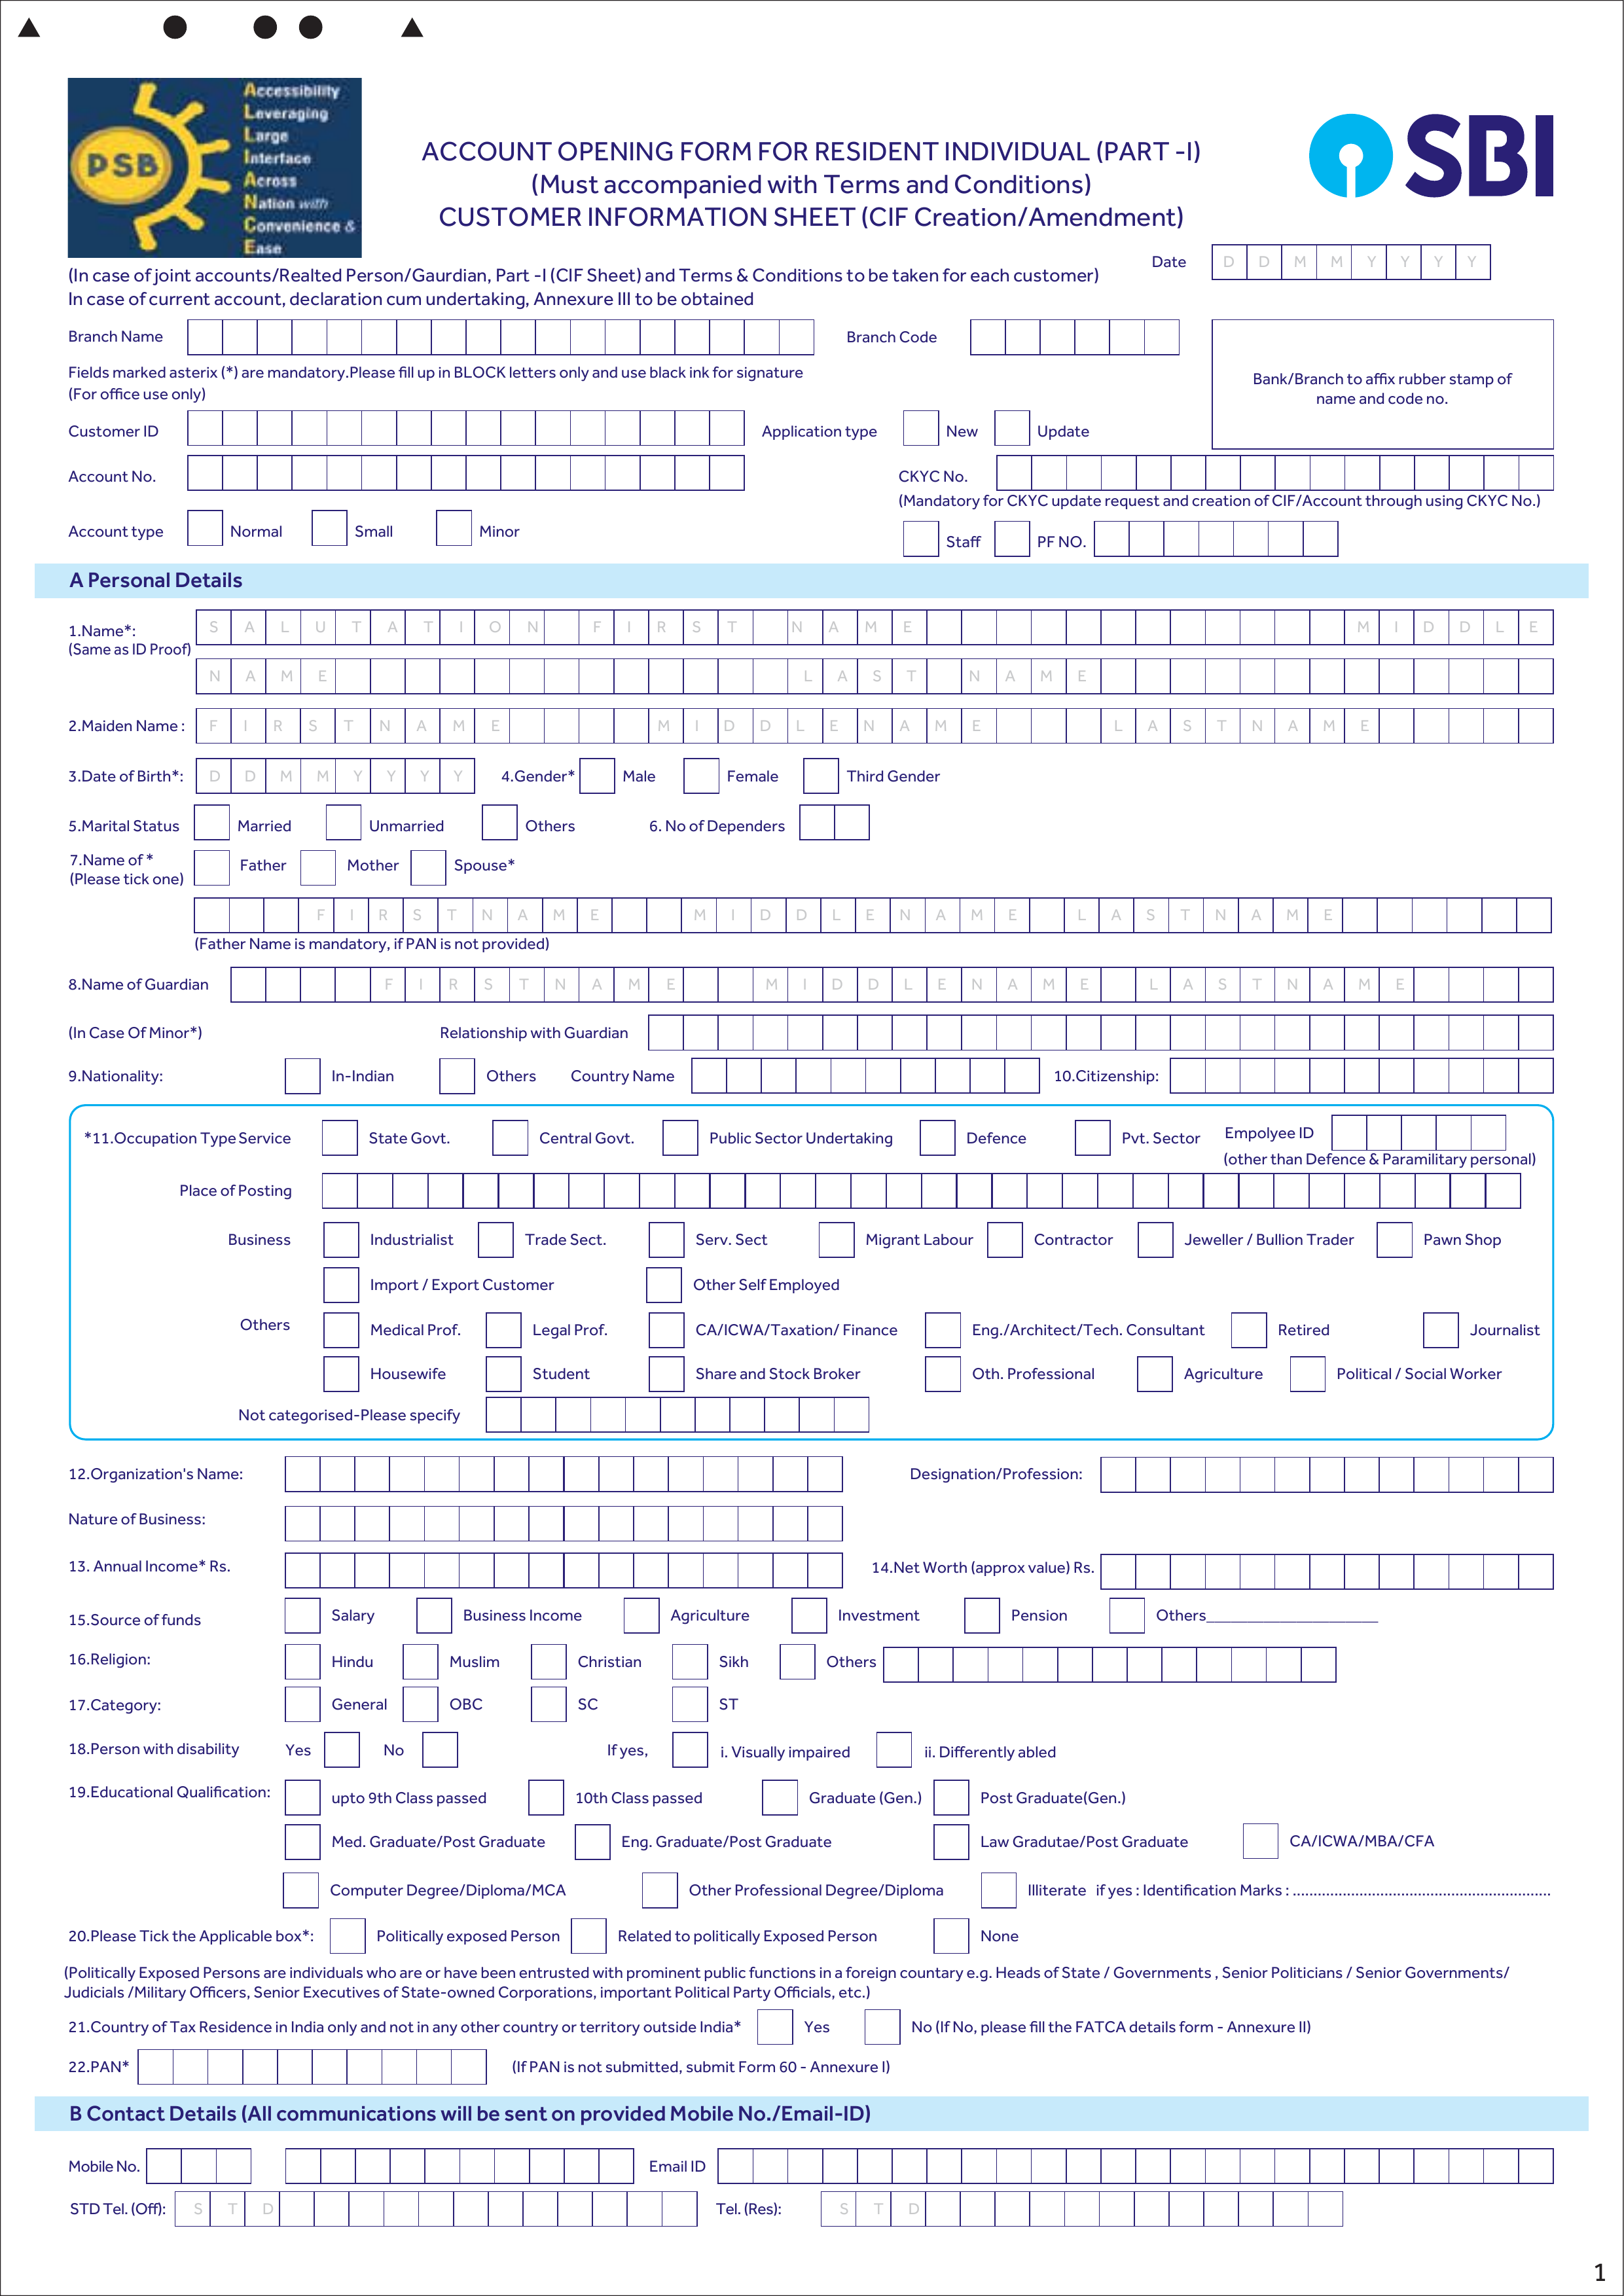 PSB
Accessibility
Leveraging
Large
Interface
Across
Nation with
Convenience &
Ease
SBI
ACCOUNT OPENING FORM FOR RESIDENT INDIVIDUAL (PART -I)
(Must accompanied with Terms and Conditions)
CUSTOMER INFORMATION SHEET (CIF Creation/Amendment)
Date D D M M Y Y Y Y
(In case of joint accounts/Realted Person/Gaurdian, Part -I (CIF Sheet) and Terms & Conditions to be taken for each customer)
In case of current account, declaration cum undertaking, Annexure III to be obtained
Branch Name Branch Code
Bank/Branch to affix rubber stamp of
name and code no.
Fields marked asterix (*) are mandatory.Please fill up in BLOCK letters only and use black ink for signature
(For office use only)
Customer ID Application type New Update
Account No. CKYC No.
(Mandatory for CKYC update request and creation of CIF/Account through using CKYC No.)
Account type Normal Small Minor Staff PF NO.
A Personal Details
1.Name*: S A L U T A T I O N F I R S T N A M E M I D D L E
(Same as ID Proof)
N A M E L A S T N A M E
2.Maiden Name : F I R S T N A M E M I D D L E N A M E L A S T N A M E
3.Date of Birth*: D D M M Y Y Y Y 4.Gender* Male Female Third Gender
5.Marital Status Married Unmarried Others 6. No of Dependers
7.Name of * Father Mother Spouse*
(Please tick one)
F I R S T N A M E M I D D L E N A M E L A S T N A M E
(Father Name is mandatory, if PAN is not provided)
8.Name of Guardian F I R S T N A M E M I D D L E N A M E L A S T N A M E
(In Case Of Minor*) Relationship with Guardian
9.Nationality: In-Indian Others Country Name 10.Citizenship:
*11.Occupation Type Service State Govt. Central Govt. Public Sector Undertaking Defence Pvt. Sector Empolyee ID
(other than Defence & Paramilitary personal)
Place of Posting
Business Industrialist Trade Sect. Serv. Sect Migrant Labour Contractor Jeweller / Bullion Trader Pawn Shop
Import / Export Customer Other Self Employed
Others Medical Prof. Legal Prof. CA/ICWA/Taxation/ Finance Eng./Architect/Tech. Consultant Retired Journalist
Housewife Student Share and Stock Broker Oth. Professional Agriculture Political / Social Worker
Not categorised-Please specify
12.Organization's Name: Designation/Profession:
Nature of Business:
13. Annual Income* Rs. 14.Net Worth (approx value) Rs.
15.Source of funds Salary Business Income Agriculture Investment Pension Others____________________
16.Religion: Hindu Muslim Christian Sikh Others
17.Category: General OBC SC ST
18.Person with disability Yes No If yes, i. Visually impaired ii. Differently abled
19.Educational Qualification: upto 9th Class passed 10th Class passed Graduate (Gen.) Post Graduate(Gen.)
Med. Graduate/Post Graduate Eng. Graduate/Post Graduate Law Gradutae/Post Graduate CA/ICWA/MBA/CFA
Computer Degree/Diploma/MCA Other Professional Degree/Diploma Illiterate if yes : Identification Marks : ..............................................................
20.Please Tick the Applicable box*: Politically exposed Person Related to politically Exposed Person None
(Politically Exposed Persons are individuals who are or have been entrusted with prominent public functions in a foreign countary e.g. Heads of State / Governments , Senior Politicians / Senior Governments/
Judicials /Military Officers, Senior Executives of State-owned Corporations, important Political Party Officials, etc.)
21.Country of Tax Residence in India only and not in any other country or territory outside India* Yes No (If No, please fill the FATCA details form - Annexure II)
22.PAN* (If PAN is not submitted, submit Form 60 - Annexure I)
B Contact Details (All communications will be sent on provided Mobile No./Email-ID)
Mobile No. Email ID
STD Tel. (Off): S T D Tel. (Res): S T D
1